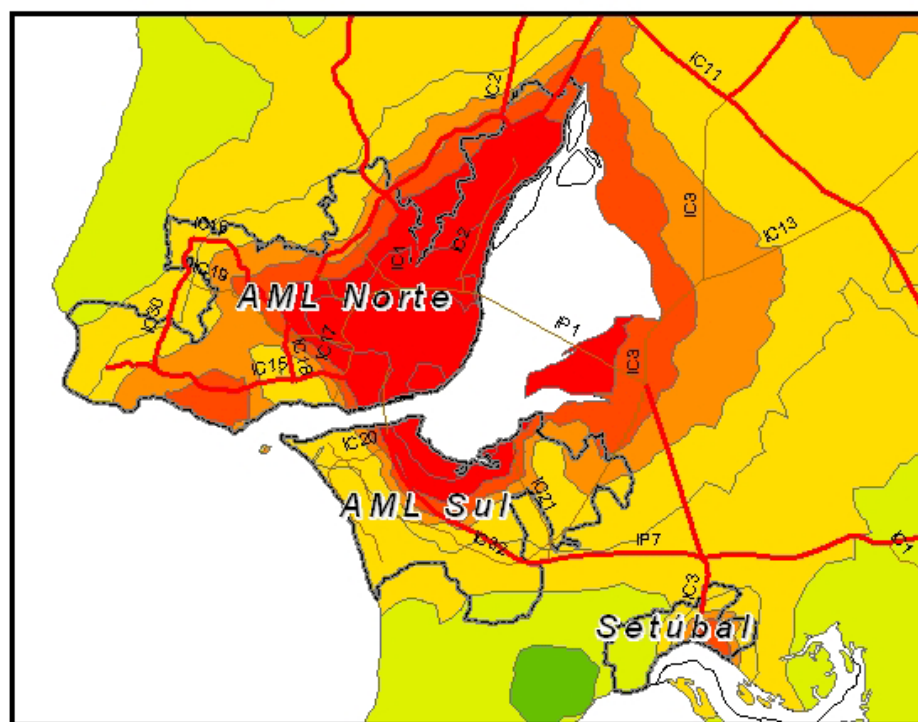 IC2
IC11
IC3
IC13
IC16
IC19
IC1
IC2
AML Norte
IC30
IC17
IC18
IP1
IC3
IC15
IC20
IC21
AML Sul
IC32
IP7
IC1
IC3
Setúbal